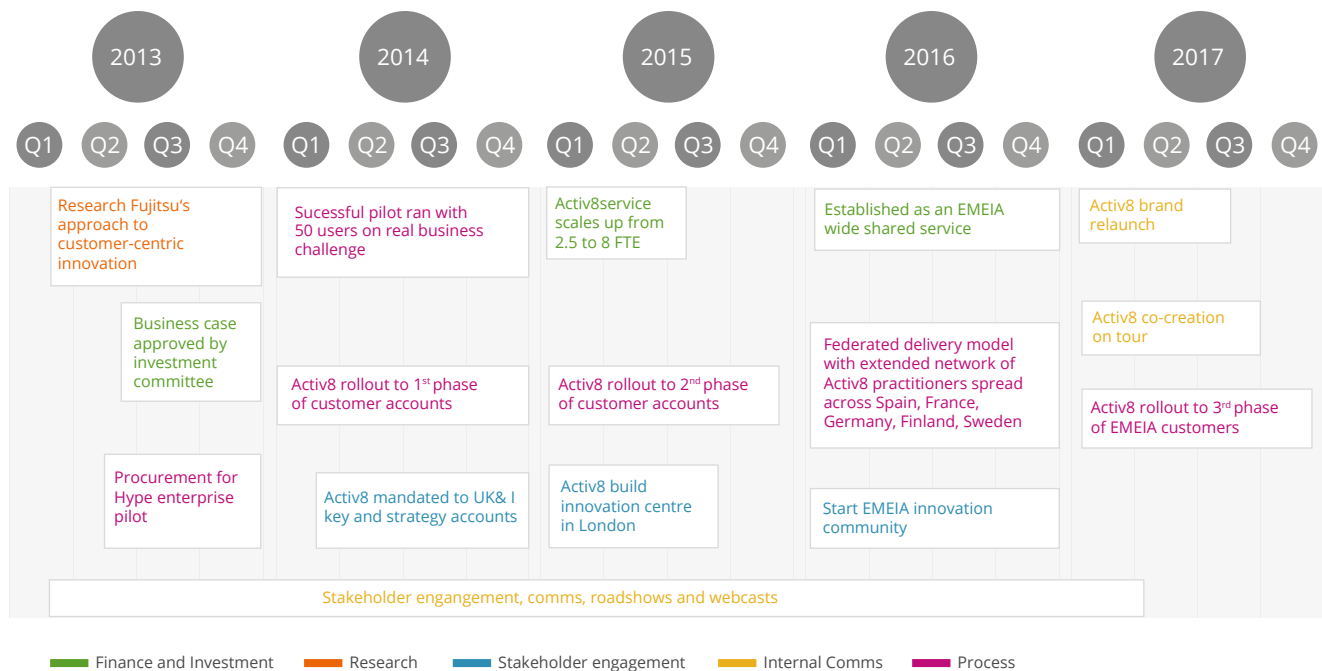 2013
2014
2015
2016
2017
Q1 Q2 Q3 Q4
Q1 Q2 Q3 Q4
Q1 Q2 Q3 Q4
Q1 Q2 Q3 Q4
Q1 Q2 Q3 Q4
Research Fujitsu's
approach to
customer-centric
innovation
Business case
approved by
investment
committee
Procurement for
Hype enterprise
pilot
Sucessful pilot ran with
50 users on real business
challenge
Activ8 rollout to 1st phase
of customer accounts
Activ8 mandated to UK& I
key and strategy accounts
Activ8service
scales up from
2.5 to 8 FTE
Activ8 rollout to 2nd phase
of customer accounts
Activ8 build
innovation centre
in London
Established as an EMEIA
wide shared service
Federated delivery model
with extended network of
Activ8 practitioners spread
across Spain, France,
Germany, Finland, Sweden
Start EMEIA innovation
community
Activ8 brand
relaunch
Activ8 co-creation
on tour
Activ8 rollout to 3rd phase
of EMEIA customers
Stakeholder engangement, comms, roadshows and webcasts
Finance and Investment
Research
Stakeholder engagement
Internal Comms
Process